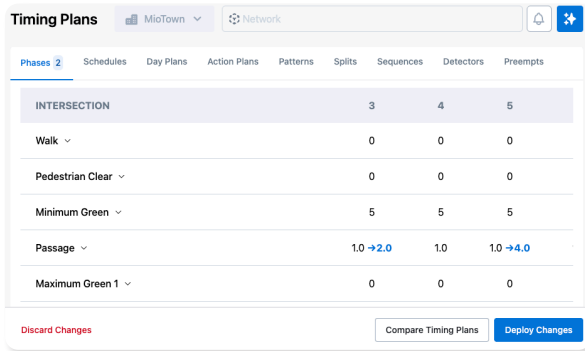 Timing Plans MioTown Network
Phases 2 Schedules Day Plans Action Plans Patterns Splits Sequences Detectors Preempts
INTERSECTION 3 4 5
Walk 0 0 0
Pedestrian Clear 0 0 0
Minimum Green 5 5 5
Passage 1.0 →2.0 1.0 1.0 →4.0
Maximum Green 1 0 0 0
Discard Changes Compare Timing Plans Deploy Changes